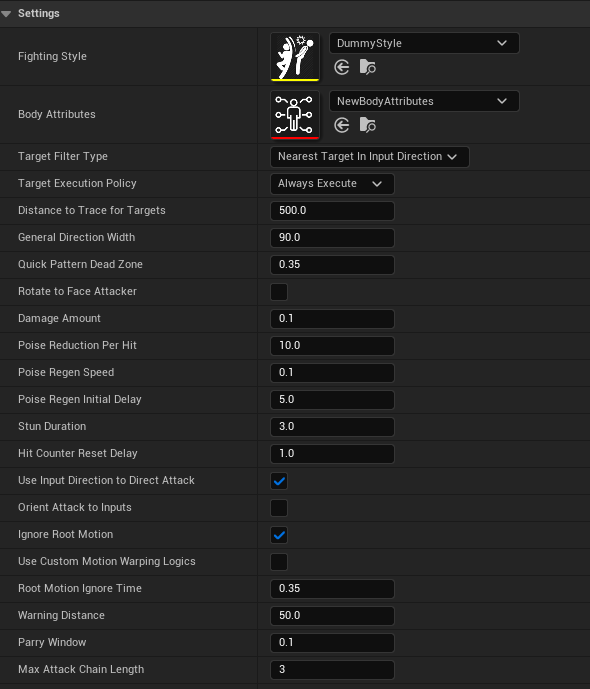 Settings
Fighting Style
DummyStyle
Body Attributes
NewBodyAttributes
Target Filter Type
Nearest Target In Input Direction
Target Execution Policy
Always Execute
Distance to Trace for Targets
500.0
General Direction Width
90.0
Quick Pattern Dead Zone
0.35
Rotate to Face Attacker
Damage Amount
0.1
Poise Reduction Per Hit
10.0
Poise Regen Speed
0.1
Poise Regen Initial Delay
5.0
Stun Duration
3.0
Hit Counter Reset Delay
1.0
Use Input Direction to Direct Attack
Orient Attack to Inputs
Ignore Root Motion
Use Custom Motion Warping Logics
Root Motion Ignore Time
0.35
Warning Distance
50.0
Parry Window
0.1
Max Attack Chain Length
3